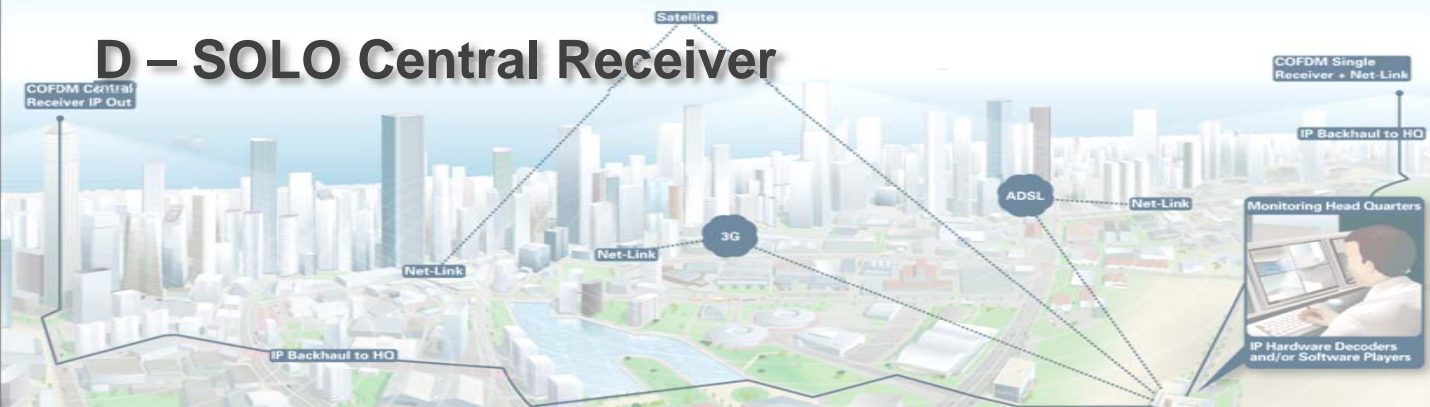 Satellite
D – SOLO Central Receiver
COFDM Central
Receiver IP Out
COFDM Single
Receiver + Net-Link
IP Backhaul to HQ
ADSL
Net-Link
Monitoring Head Quarters
3G
Net-Link
Net-Link
IP Backhaul to HQ
IP Hardware Decoders
and/or Software Players